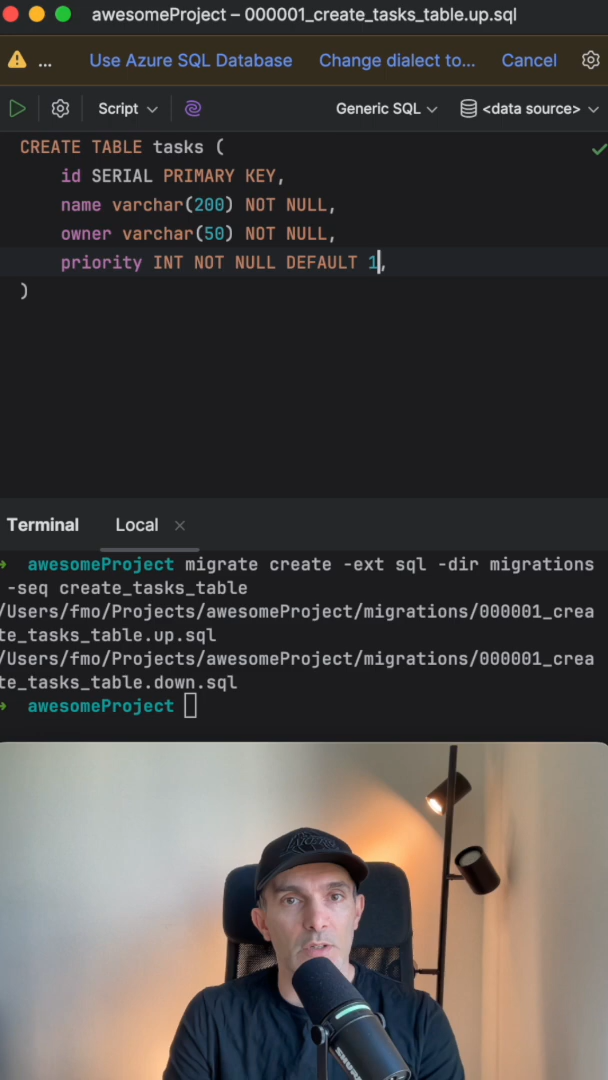 awesomeProject – 000001_create_tasks_table.up.sql
... Use Azure SQL Database Change dialect to... Cancel
Script Generic SQL <data source>
CREATE TABLE tasks (
id SERIAL PRIMARY KEY,
name varchar(200) NOT NULL,
owner varchar(50) NOT NULL,
priority INT NOT NULL DEFAULT 1,
)
Terminal Local ×
→ awesomeProject migrate create -ext sql -dir migrations
-seq create_tasks_table
/Users/fmo/Projects/awesomeProject/migrations/000001_crea
te_tasks_table.up.sql
/Users/fmo/Projects/awesomeProject/migrations/000001_crea
te_tasks_table.down.sql
→ awesomeProject
SHURE